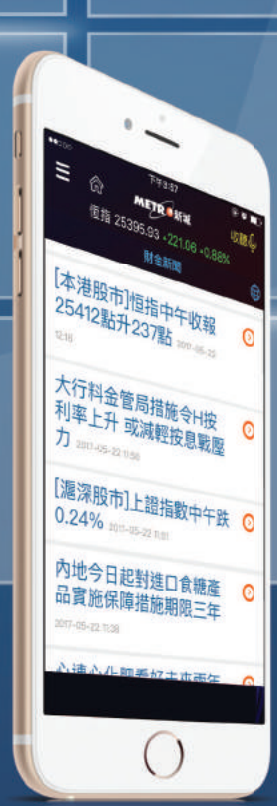 下午3:57
METR新城
收聽
恆指 25395.93 +221.06 +0.88%
財金新聞
[本港股市]恒指中午收報
25412點升237點 2017-05-22
12:16
大行料金管局措施令H按
利率上升 或減輕按息戰壓
力 2017-05-22 11:56
[滬深股市]上證指數中午跌
0.24% 2017-05-22 11:51
內地今日起對進口食糖產
品實施保障措施期限三年
2017-05-22 11:38